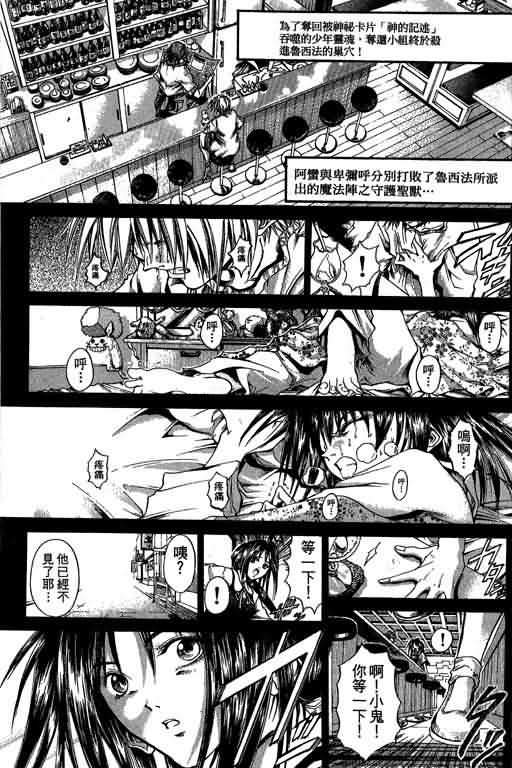 為了奪回被神祕卡片「神的記述」
吞噬的少年靈魂，奪還小組終於殺
進魯西法的巢穴！
阿蠻與卑彌呼分別打敗了魯西法所派
出的魔法陣之守護聖獸…
疼痛
疼痛
呼…
呼…
呼…
呼…
嗚…
呼…
呼…
疼痛
等一下！
！
咦？
他已經不
見了耶…
！
啊！小鬼！
你等一下！